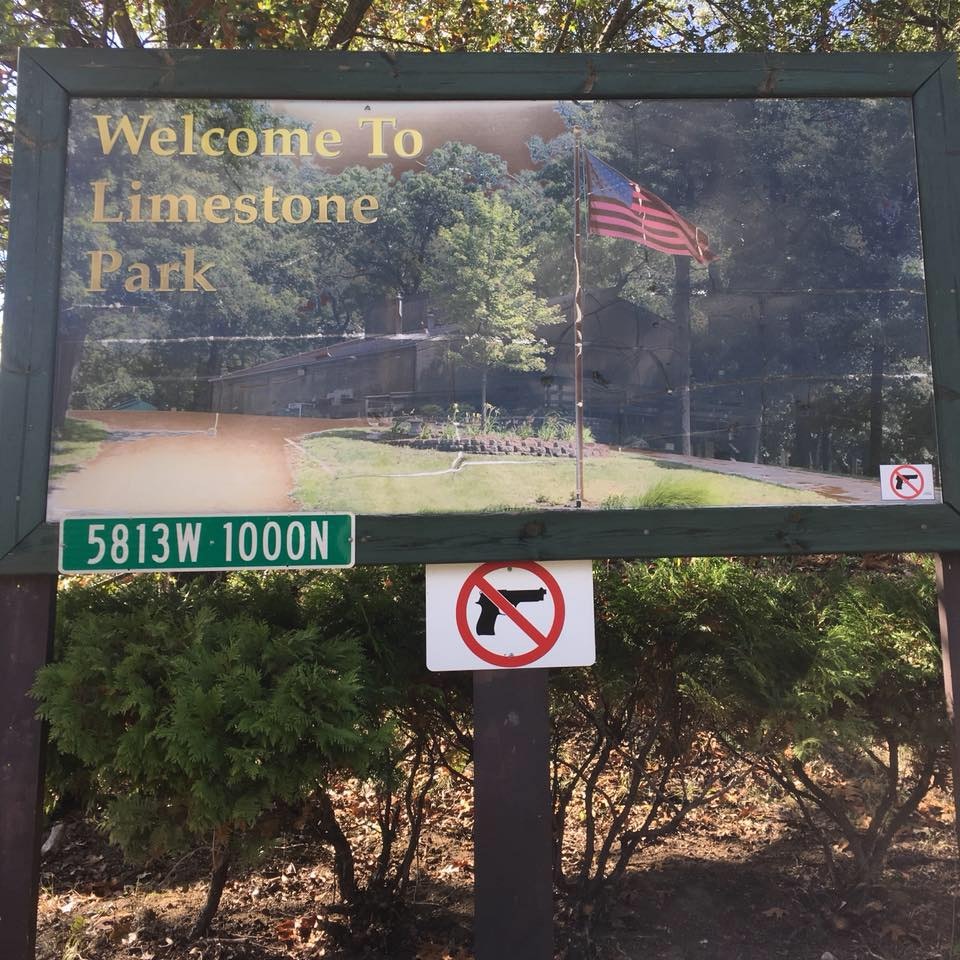 Welcome To
Limestone
Park
5813W 1000N